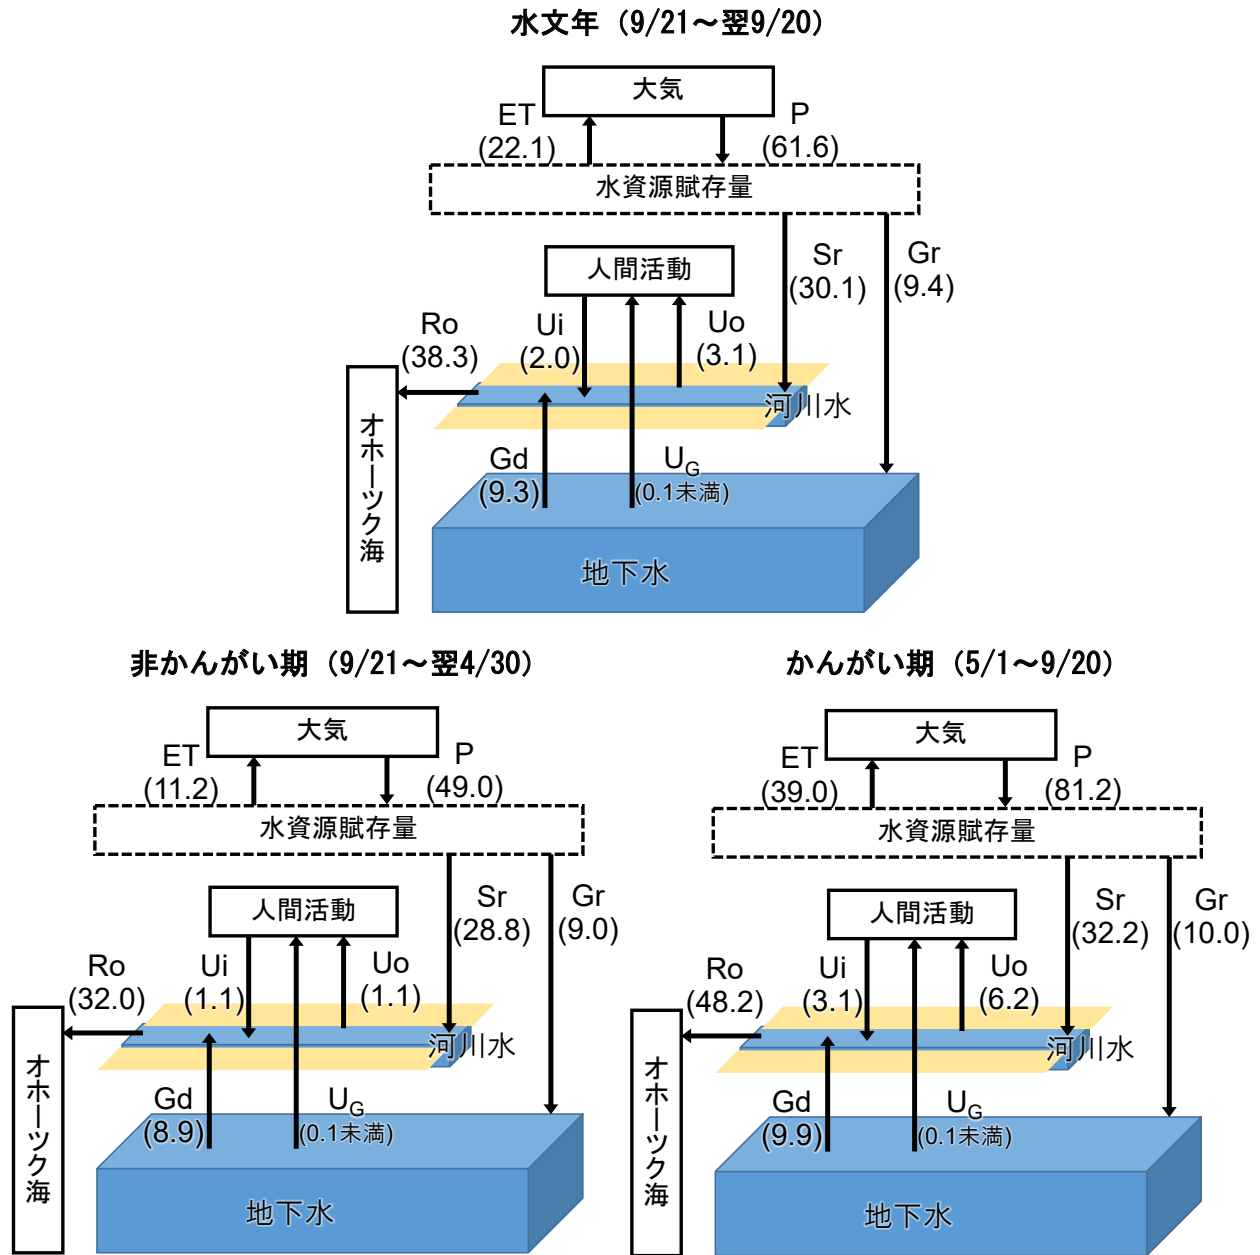 水文年（9/21～翌9/20）
大気
ET
(22.1)
P
(61.6)
水資源賦存量
人間活動
Sr
(30.1)
Gr
(9.4)
Ro
(38.3)
Ui
(2.0)
Uo
(3.1)
河川水
オホーツク海
Gd
(9.3)
UG
(0.1未満)
地下水
非かんがい期（9/21～翌4/30）
大気
ET
(11.2)
P
(49.0)
水資源賦存量
人間活動
Sr
(28.8)
Gr
(9.0)
Ro
(32.0)
Ui
(1.1)
Uo
(1.1)
河川水
オホーツク海
Gd
(8.9)
UG
(0.1未満)
地下水
かんがい期（5/1～9/20）
大気
ET
(39.0)
P
(81.2)
水資源賦存量
人間活動
Sr
(32.2)
Gr
(10.0)
Ro
(48.2)
Ui
(3.1)
Uo
(6.2)
河川水
オホーツク海
Gd
(9.9)
UG
(0.1未満)
地下水